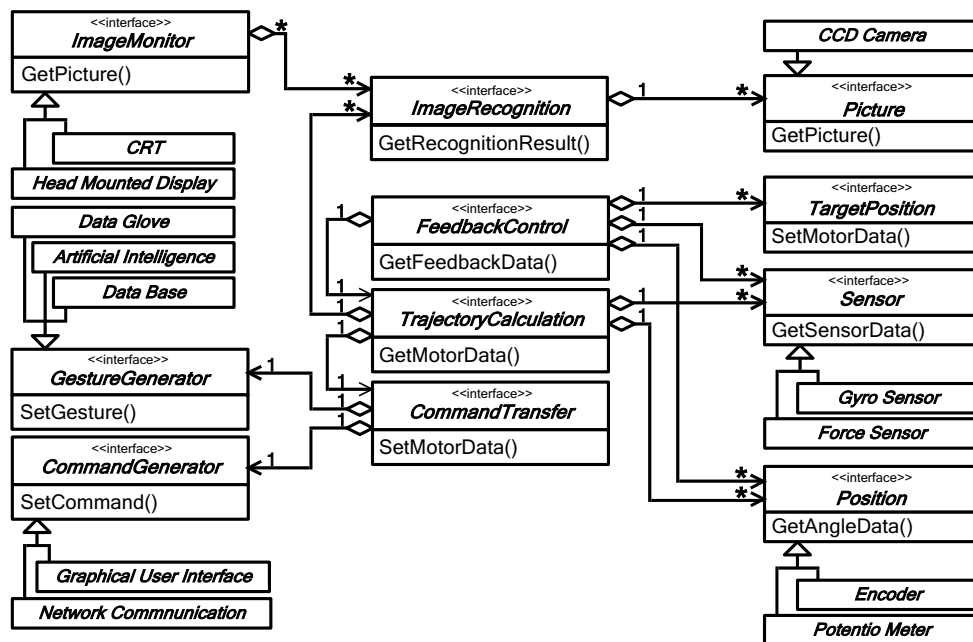 <<interface>>
ImageMonitor
GetPicture()
*
CRT
Head Mounted Display
Data Glove
Artificial Intelligence
Data Base
<<interface>>
GestureGenerator
SetGesture()
1
<<interface>>
CommandGenerator
SetCommand()
1
Graphical User Interface
Network Commnunication
*
<<interface>>
ImageRecognition
GetRecognitionResult()
1
1
<<interface>>
FeedbackControl
GetFeedbackData()
1
1
1
1
<<interface>>
TrajectoryCalculation
GetMotorData()
1
1
1
1
1
<<interface>>
CommandTransfer
SetMotorData()
1
1
CCD Camera
*
<<interface>>
Picture
GetPicture()
*
<<interface>>
TargetPosition
SetMotorData()
*
*
<<interface>>
Sensor
GetSensorData()
Gyro Sensor
Force Sensor
*
*
<<interface>>
Position
GetAngleData()
Encoder
Potentio Meter